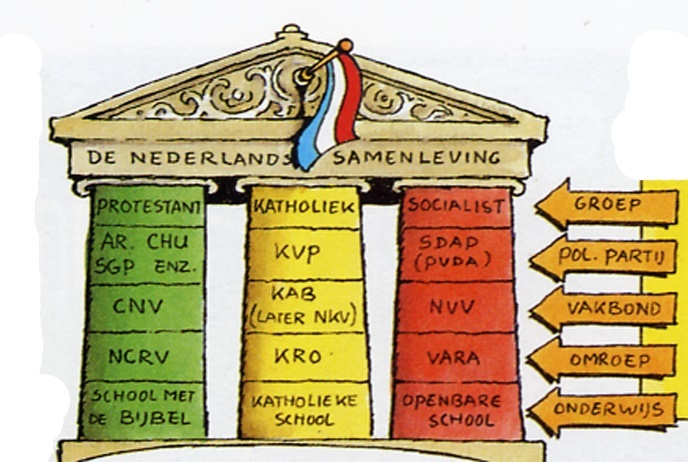 DE NEDERLANDS SAMENLEVING
PROTESTANT
KATHOLIEK
SOCIALIST
GROEP
AR. CHU
SGP ENZ.
KVP
SDAP
(PVDA)
POL. PARTIJ
CNV
KAB
(LATER NKV)
NVV
VAKBOND
NCRV
KRO
VARA
OMROEP
SCHOOL MET
DE BIJBEL
KATHOLIEKE
SCHOOL
OPENBARE
SCHOOL
ONDERWIJS